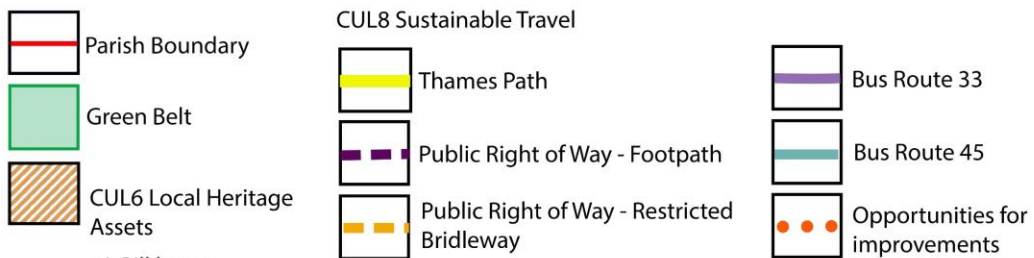 Parish Boundary
Green Belt
CUL6 Local Heritage
Assets
CUL8 Sustainable Travel
Thames Path
Public Right of Way - Footpath
Public Right of Way - Restricted
Bridleway
Bus Route 33
Bus Route 45
Opportunities for
improvements